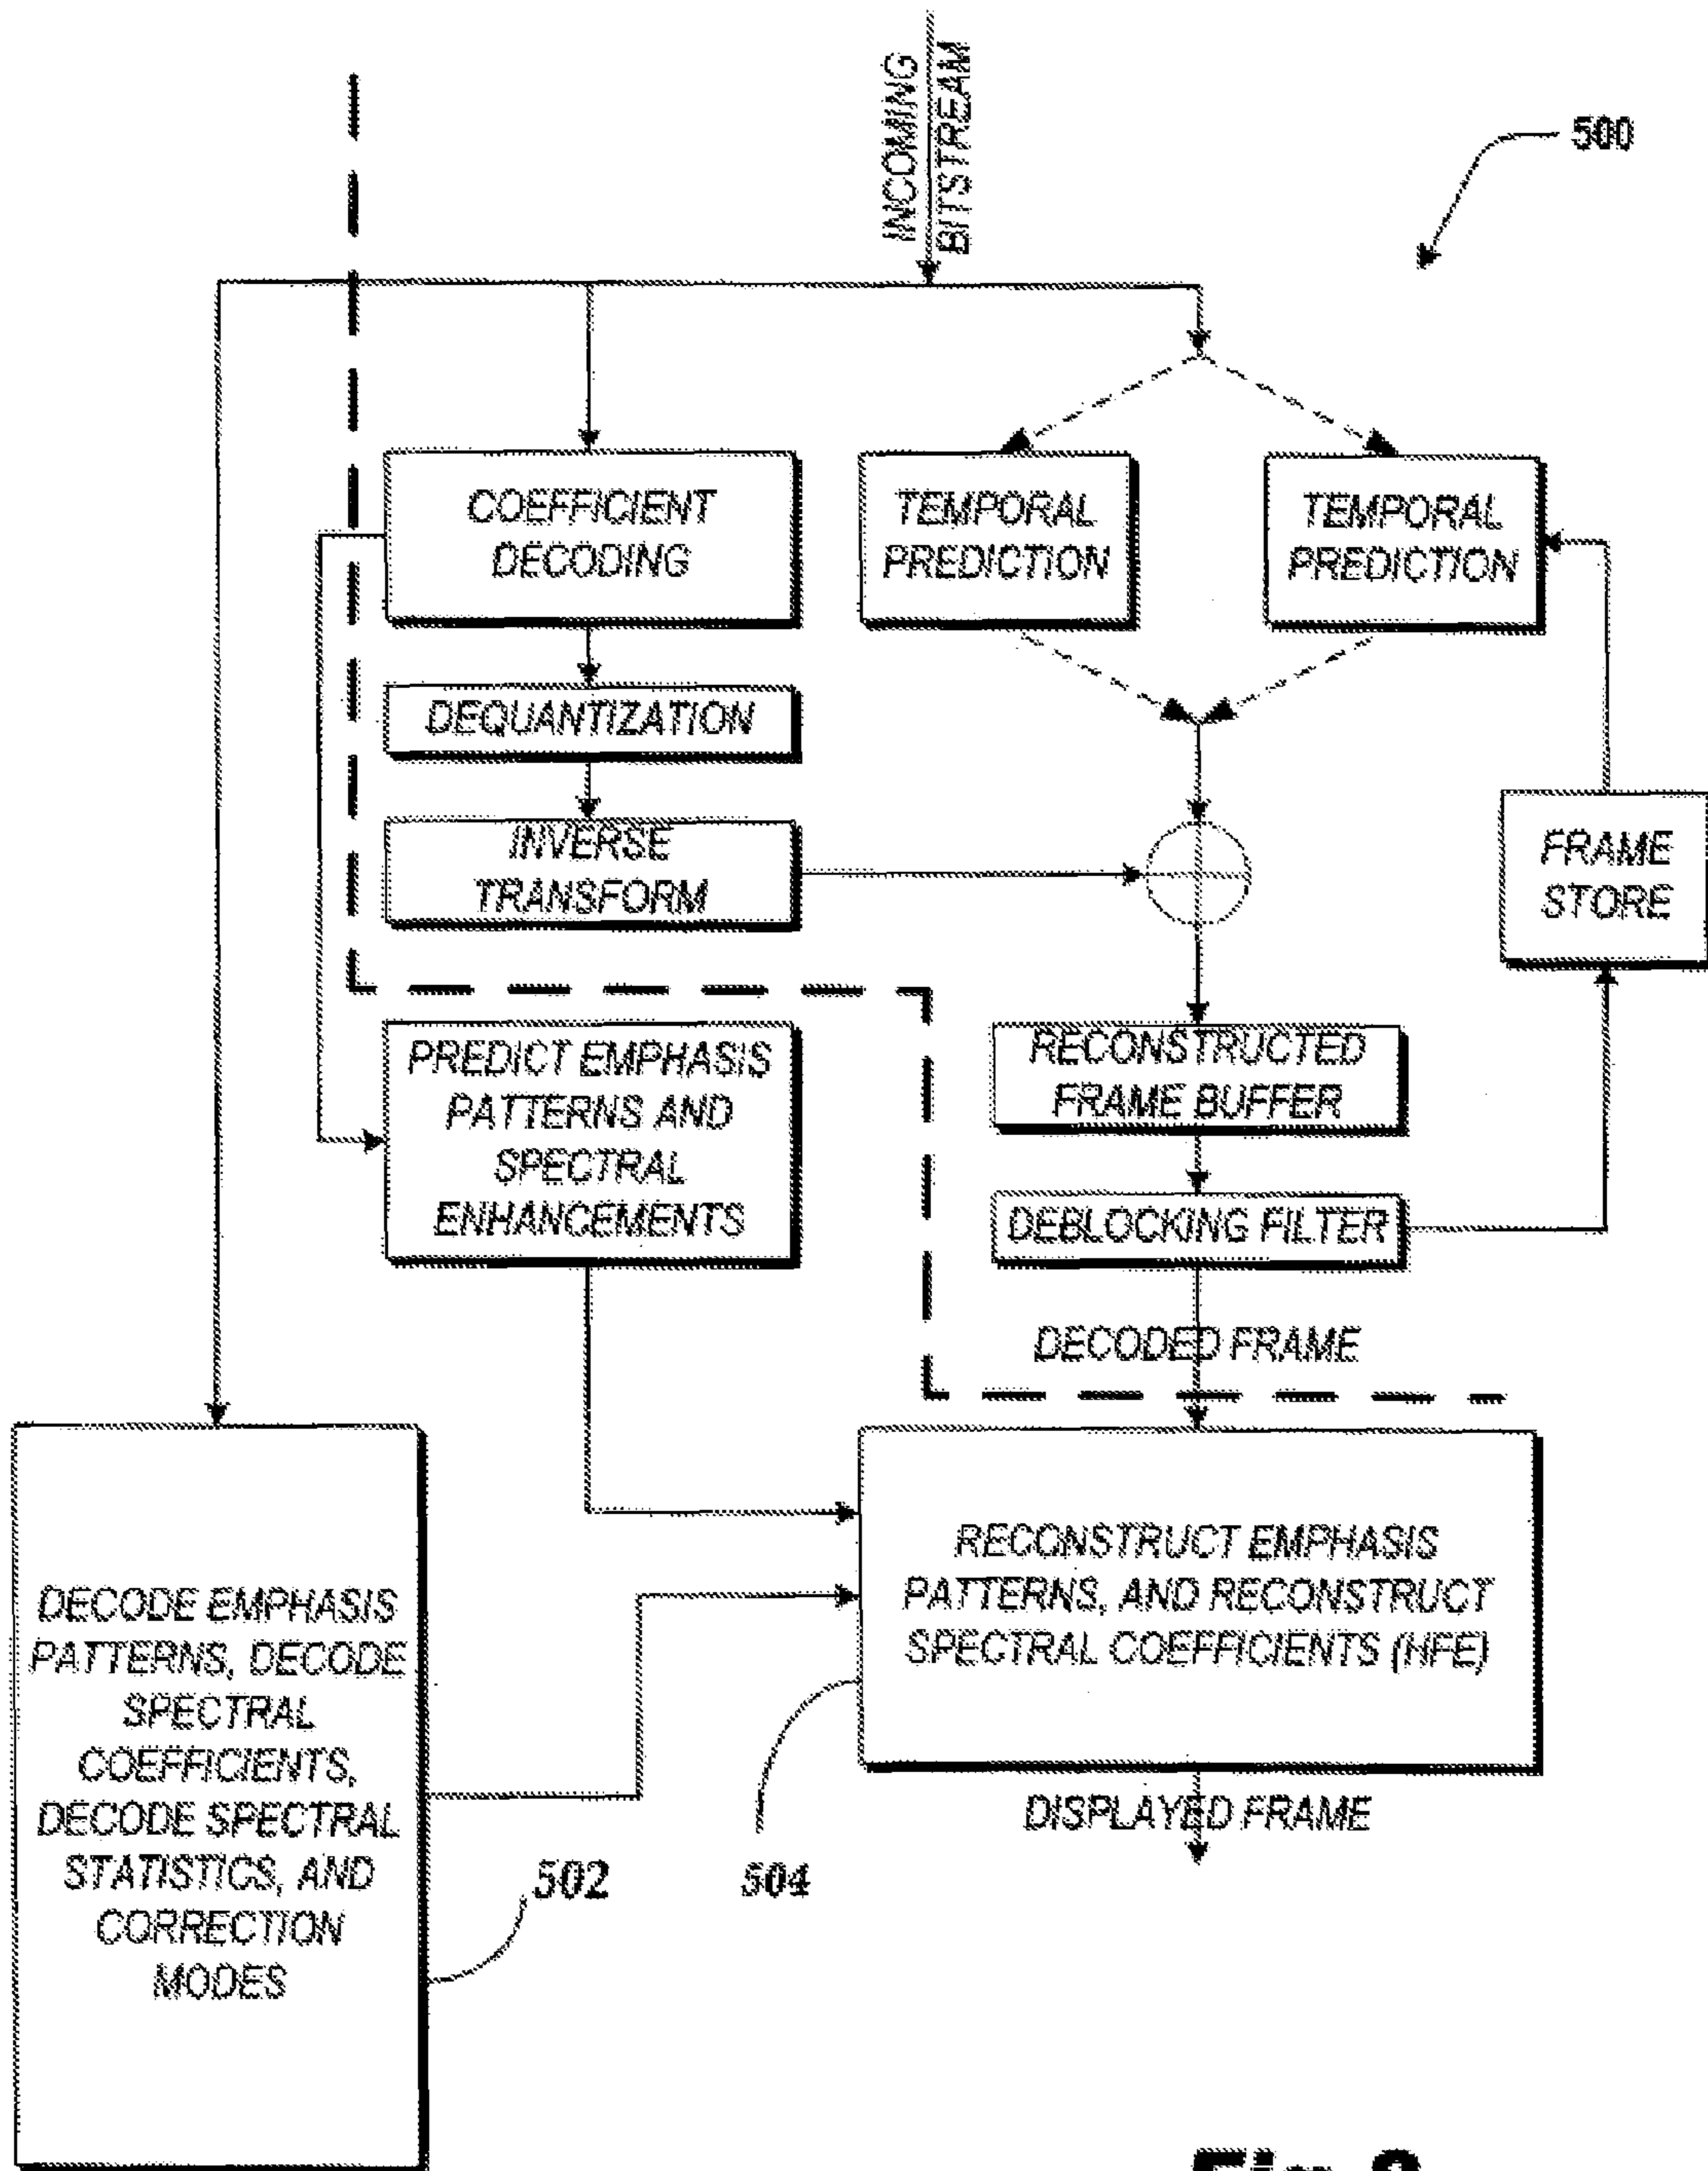 INCOMING
BITSTREAM
500
COEFFICIENT
DECODING
TEMPORAL
PREDICTION
TEMPORAL
PREDICTION
DEQUANTIZATION
INVERSE
TRANSFORM
FRAME
STORE
PREDICT EMPHASIS
PATTERNS AND
SPECTRAL
ENHANCEMENTS
RECONSTRUCTED
FRAME BUFFER
DEBLOCKING FILTER
DECODED FRAME
DECODE EMPHASIS
PATTERNS, DECODE
SPECTRAL
COEFFICIENTS,
DECODE SPECTRAL
STATISTICS, AND
CORRECTION
MODES
502
RECONSTRUCT EMPHASIS
PATTERNS, AND RECONSTRUCT
SPECTRAL COEFFICIENTS (HFE)
504
DISPLAYED FRAME